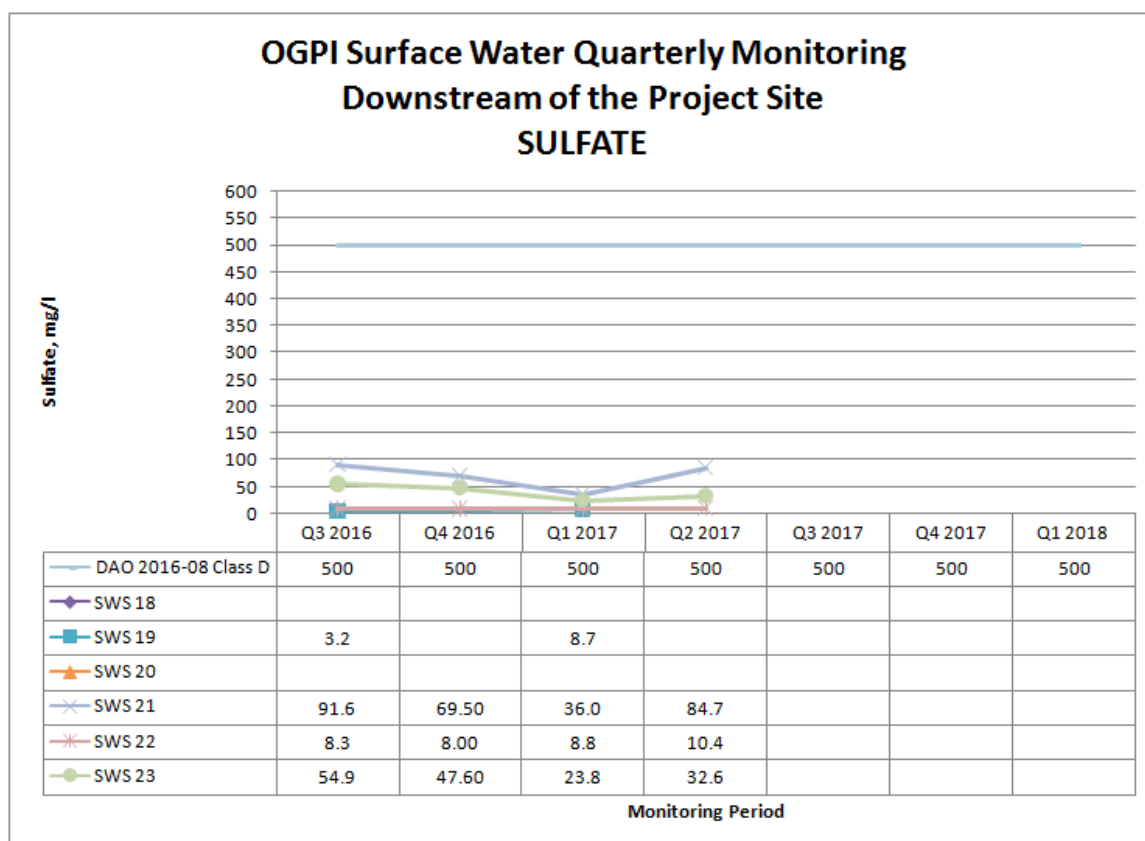 OGPI Surface Water Quarterly Monitoring
Downstream of the Project Site
SULFATE
Sulfate, mg/l
600
550
500
450
400
350
300
250
200
150
100
50
0
Q3 2016 Q4 2016 Q1 2017 Q2 2017 Q3 2017 Q4 2017 Q1 2018
DAO 2016-08 Class D 500 500 500 500 500 500 500
SWS 18
SWS 19 3.2 8.7
SWS 20
SWS 21 91.6 69.50 36.0 84.7
SWS 22 8.3 8.00 8.8 10.4
SWS 23 54.9 47.60 23.8 32.6
Monitoring Period